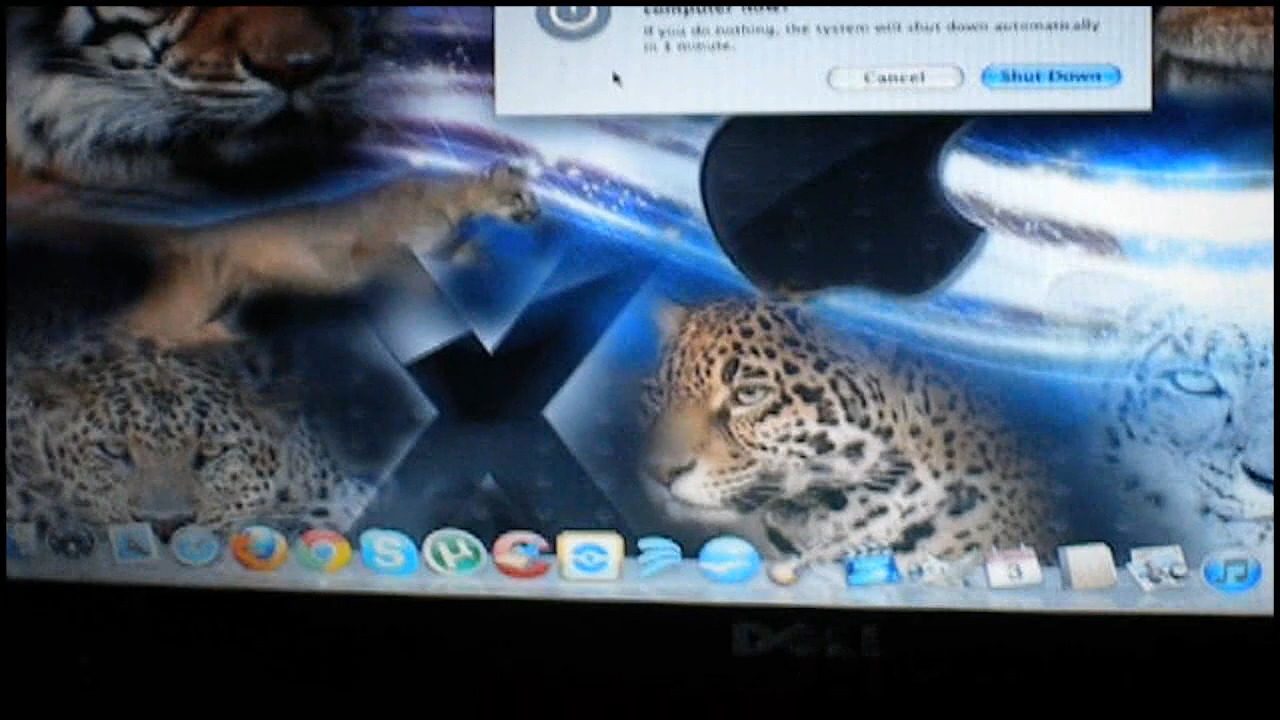 computer now?
If you do nothing, the system will shut down automatically
in 1 minute.
Cancel
Shut Down
3
DELL